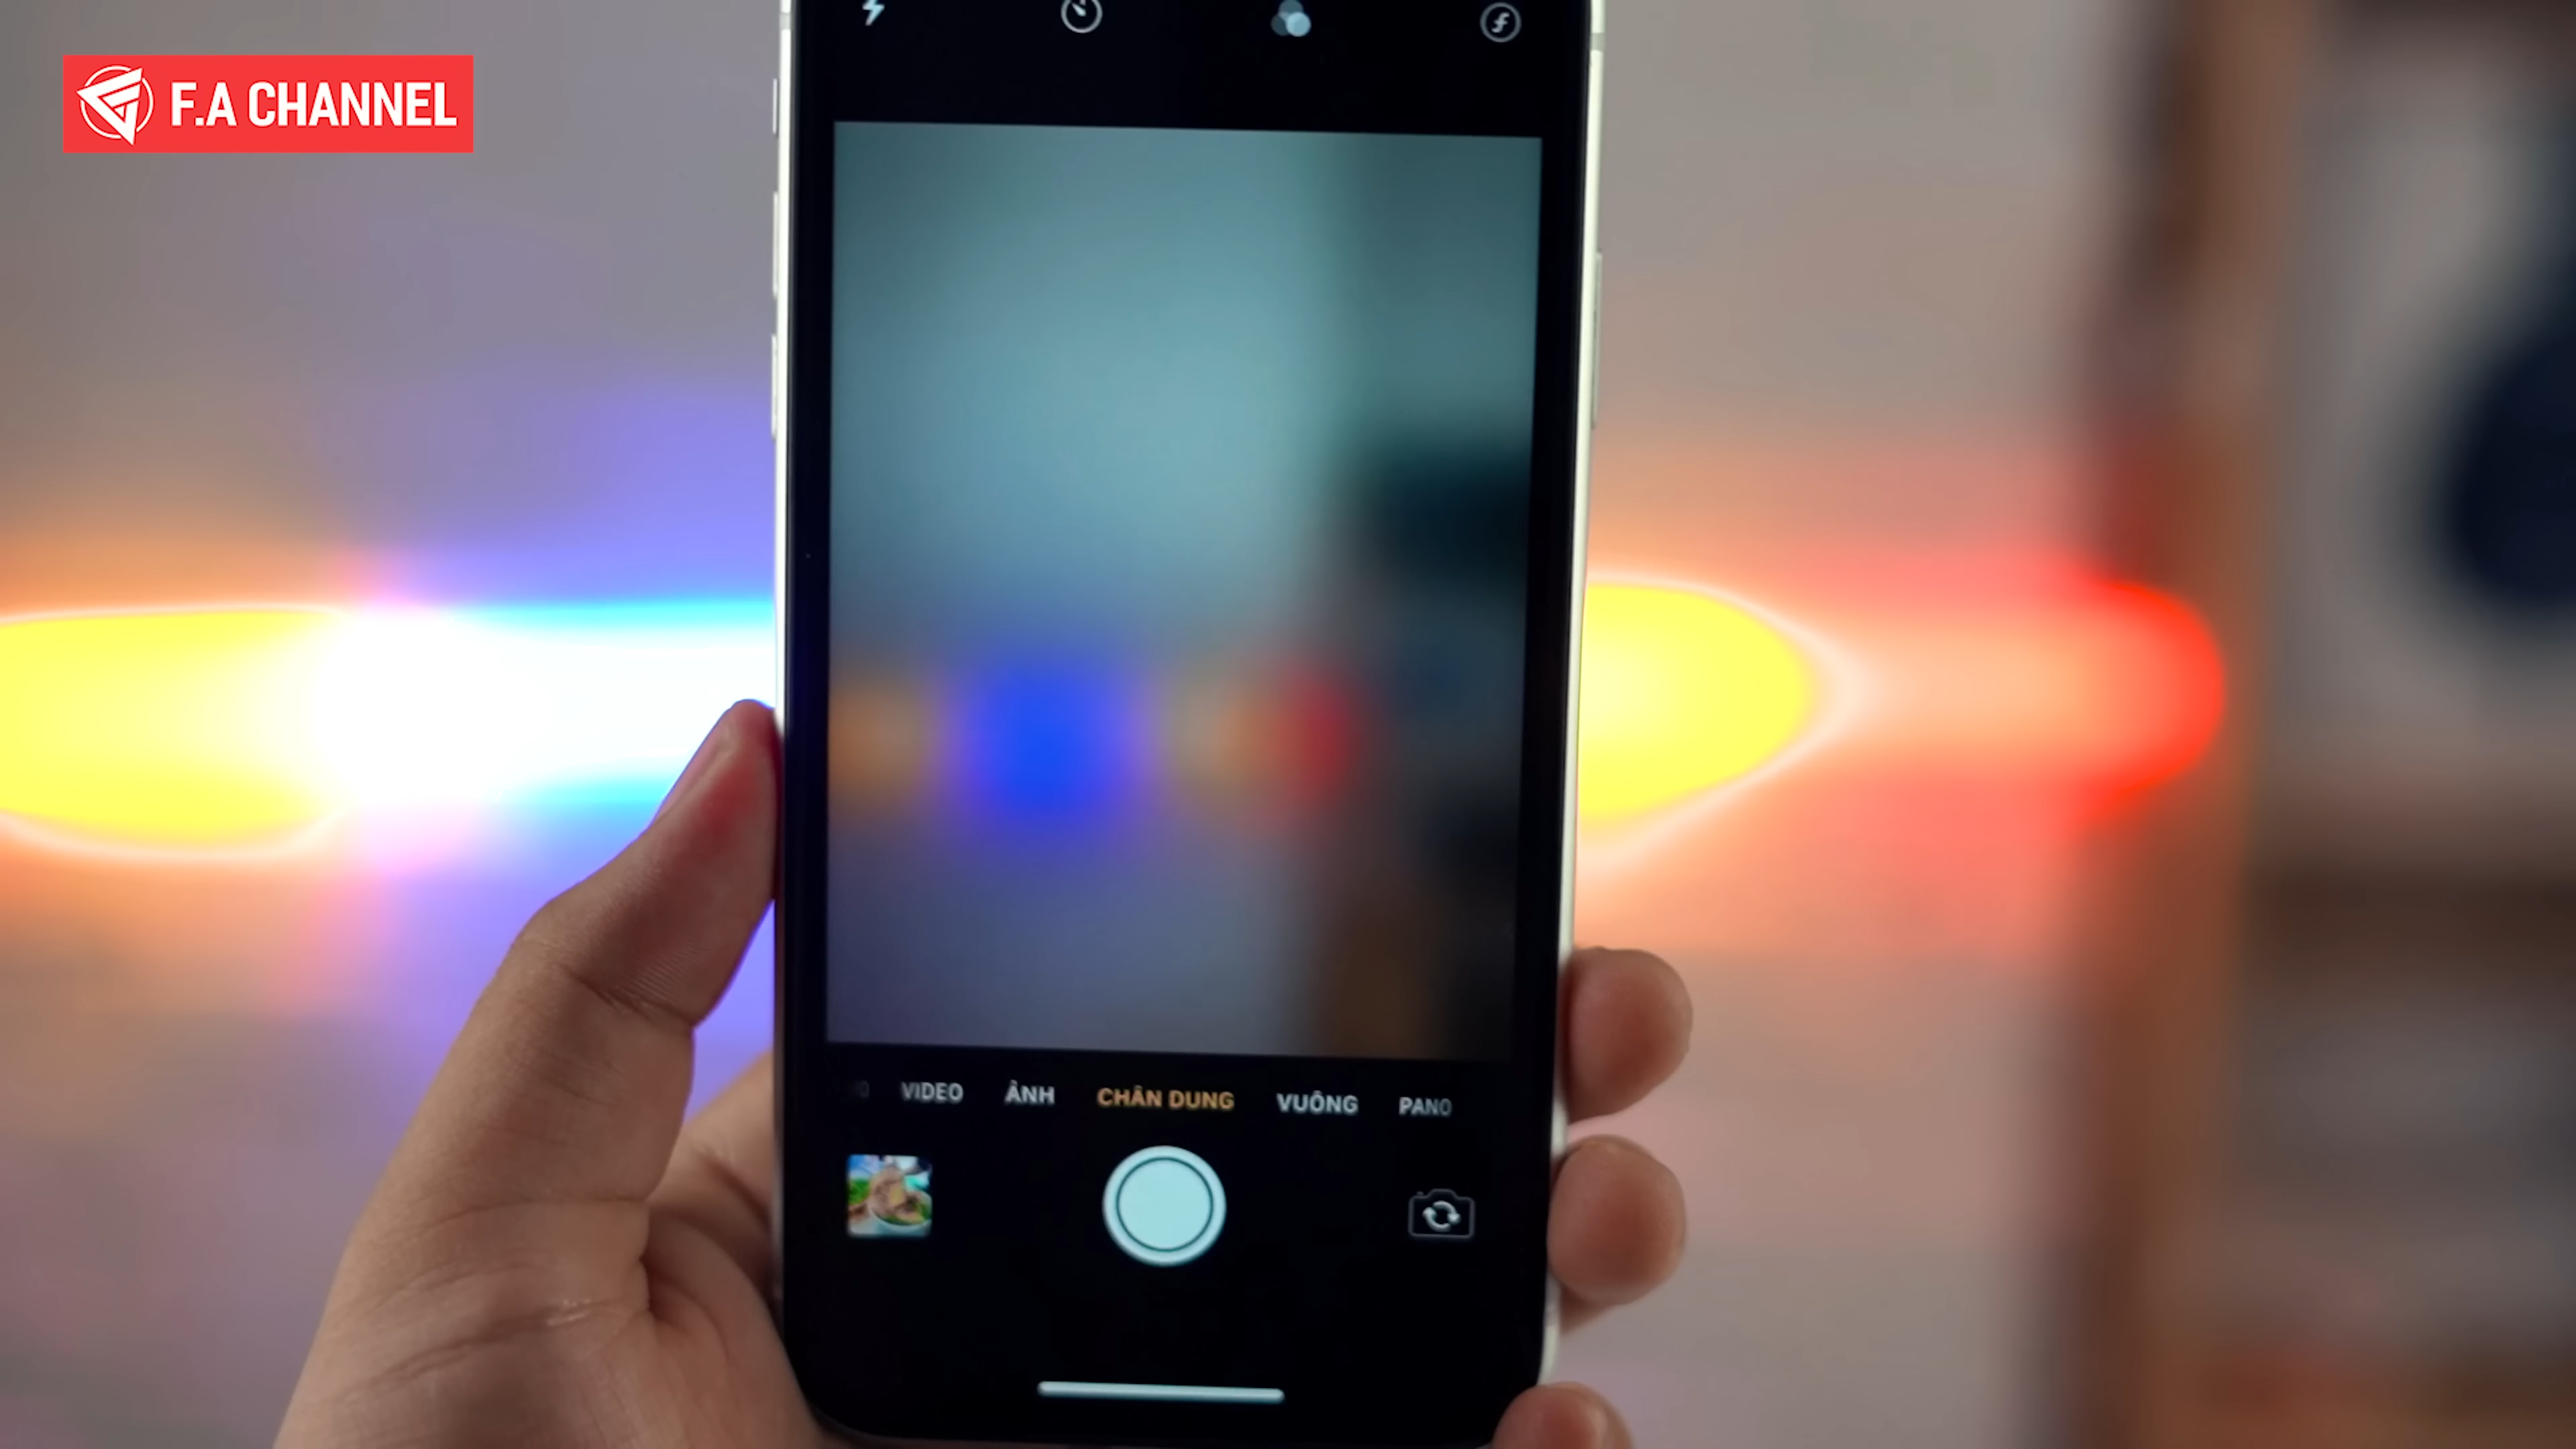 F.A CHANNEL
VIDEO
ẢNH
CHÂN DUNG
VUÔNG
PANO